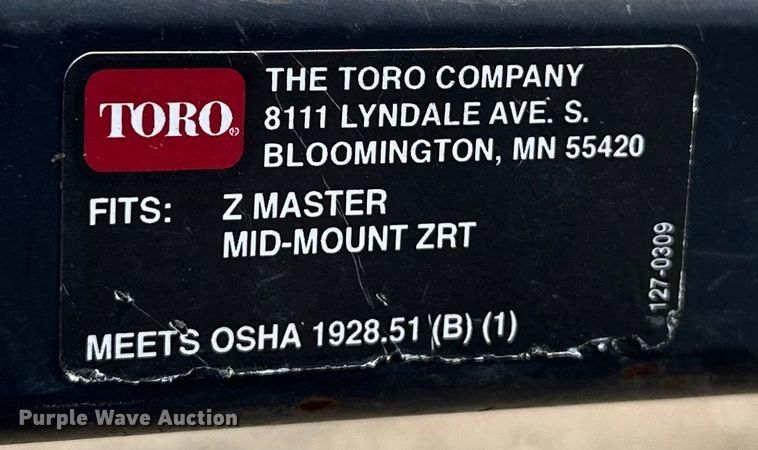 TORO®
THE TORO COMPANY
8111 LYNDALE AVE. S.
BLOOMINGTON, MN 55420
FITS: Z MASTER
MID-MOUNT ZRT
127-0309
MEETS OSHA 1928.51 (B) (1)
Purple Wave Auction